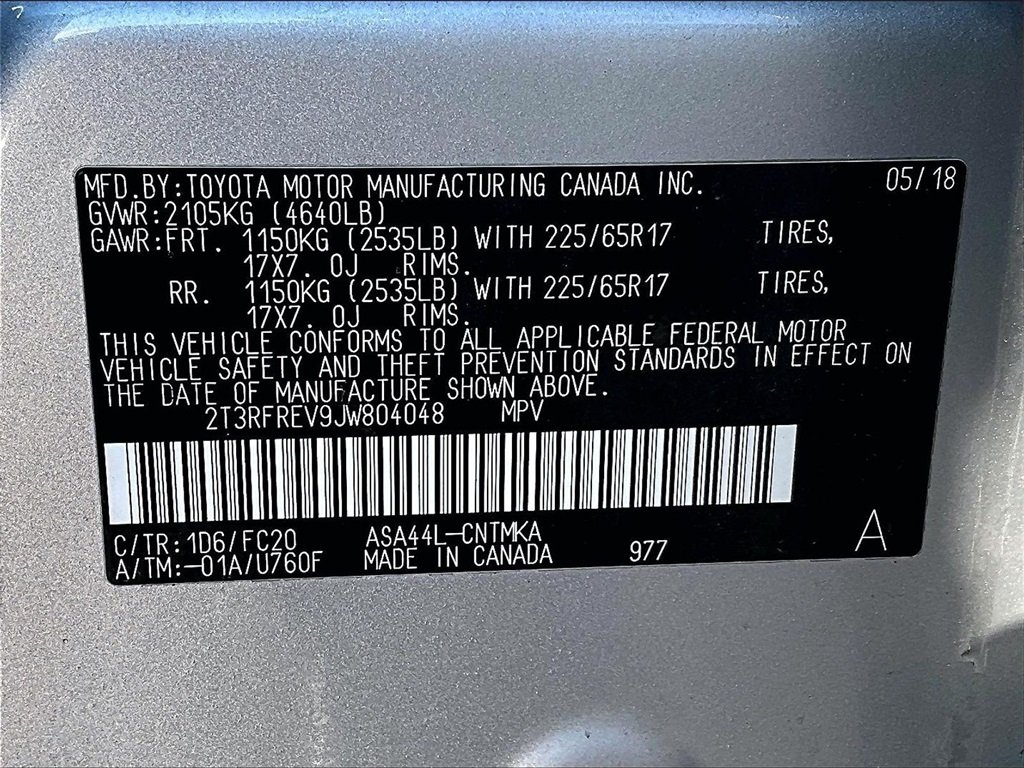 MFD.BY:TOYOTA MOTOR MANUFACTURING CANADA INC. 05/18
GVWR:2105KG (4640LB)
GAWR:FRT. 1150KG (2535LB) WITH 225/65R17 TIRES,
17X7. 0J RIMS.
RR. 1150KG (2535LB) WITH 225/65R17 TIRES,
17X7. 0J RIMS.
THIS VEHICLE CONFORMS TO ALL APPLICABLE FEDERAL MOTOR
VEHICLE SAFETY AND THEFT PREVENTION STANDARDS IN EFFECT ON
THE DATE OF MANUFACTURE SHOWN ABOVE.
2T3RFREV9JW804048 MPV
C/TR:1D6/FC20 ASA44L-CNTMKA
A/TM:-01A/U760F MADE IN CANADA 977 A